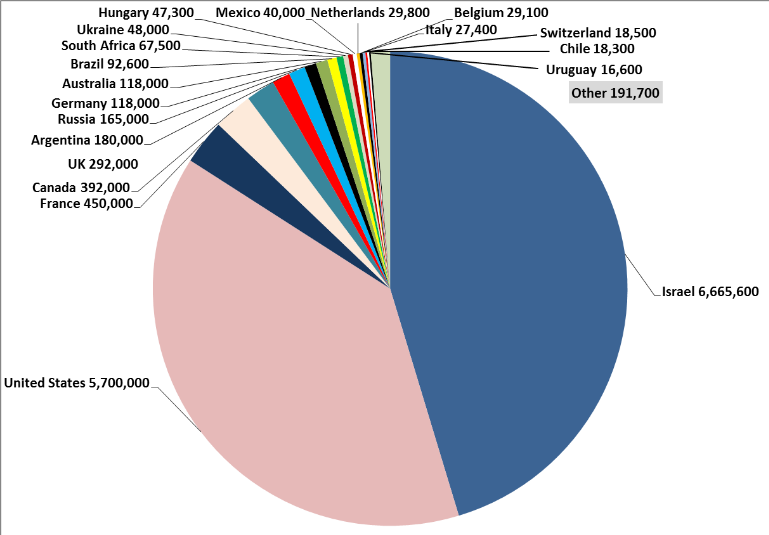 Hungary 47,300
Mexico 40,000
Netherlands 29,800
Belgium 29,100
Ukraine 48,000
Italy 27,400
Switzerland 18,500
South Africa 67,500
Chile 18,300
Brazil 92,600
Uruguay 16,600
Australia 118,000
Other 191,700
Germany 118,000
Russia 165,000
Argentina 180,000
UK 292,000
Canada 392,000
France 450,000
Israel 6,665,600
United States 5,700,000